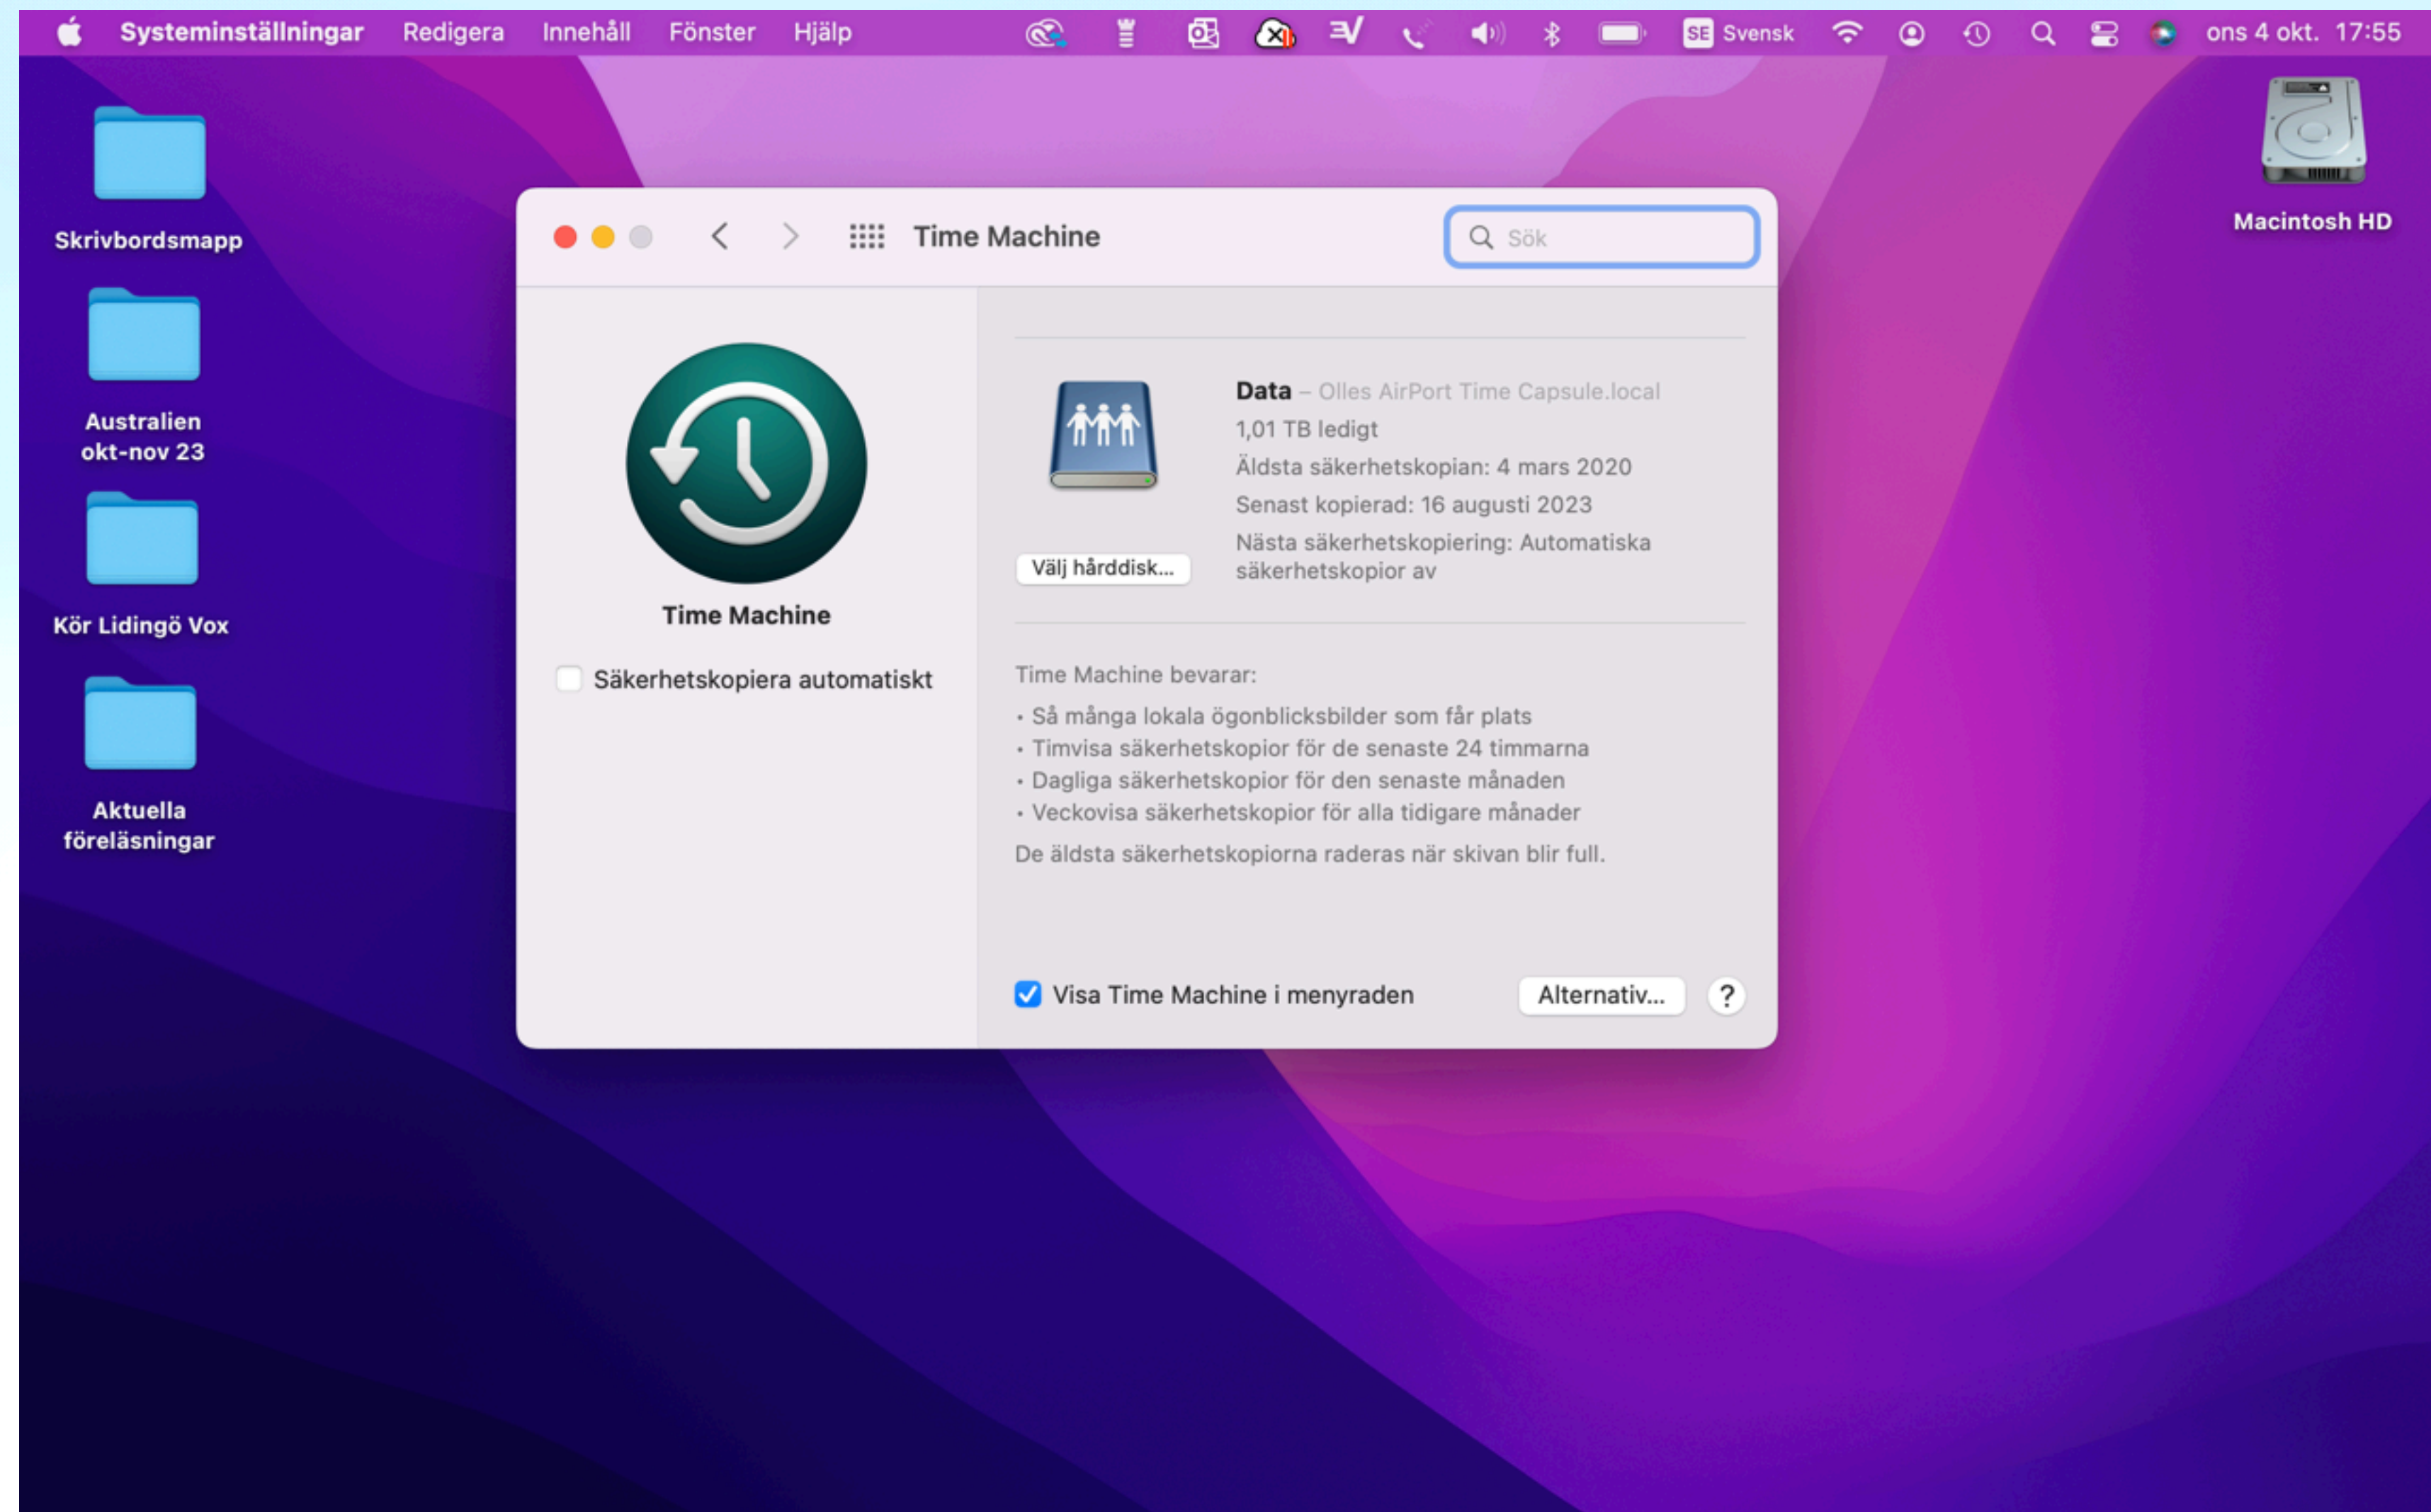 Systeminställningar Redigera Innehåll Fönster Hjälp SE Svensk ons 4 okt. 17:55
Skrivbordsmapp
Australien
okt-nov 23
Kör Lidingö Vox
Aktuella
föreläsningar
Macintosh HD
Time Machine
Sök
Time Machine
Säkerhetskopiera automatiskt
Data – Olles AirPort Time Capsule.local
1,01 TB ledigt
Äldsta säkerhetskopian: 4 mars 2020
Senast kopierad: 16 augusti 2023
Nästa säkerhetskopiering: Automatiska
säkerhetskopior av
Välj hårddisk...
Time Machine bevarar:
• Så många lokala ögonblicksbilder som får plats
• Timvisa säkerhetskopior för de senaste 24 timmarna
• Dagliga säkerhetskopior för den senaste månaden
• Veckovisa säkerhetskopior för alla tidigare månader
De äldsta säkerhetskopiorna raderas när skivan blir full.
Visa Time Machine i menyraden
Alternativ...
?